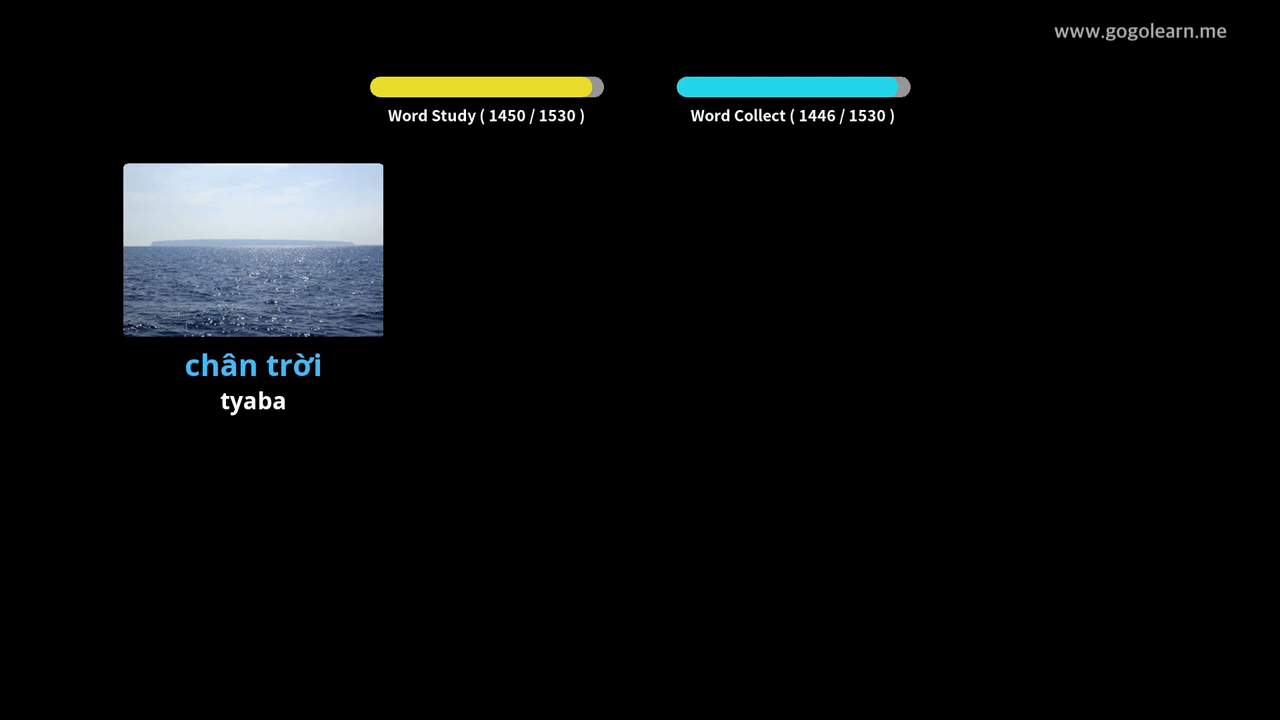 www.gogolearn.me
Word Study ( 1450 / 1530 )
Word Collect ( 1446 / 1530 )
chân trời
tyaba